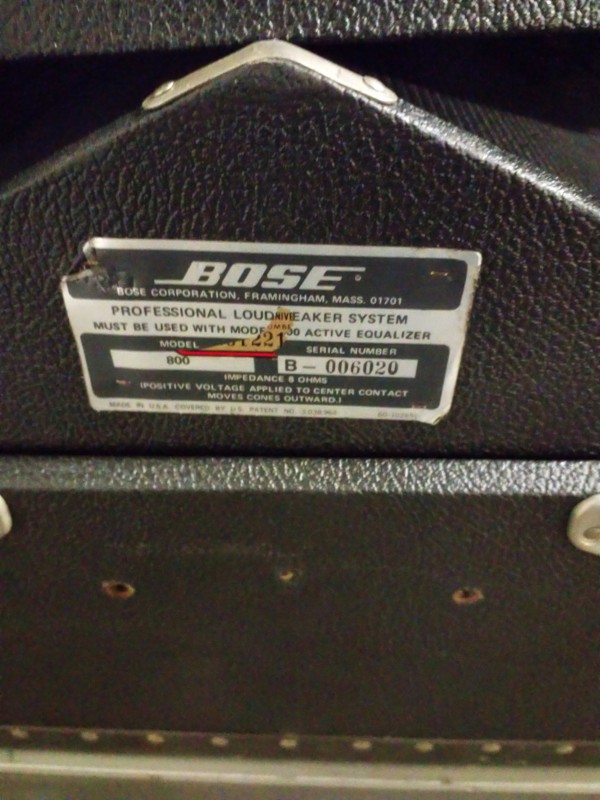 BOSE
BOSE CORPORATION, FRAMINGHAM, MASS. 01701
PROFESSIONAL LOUD EAKER SYSTEM
MUST BE USED WITH MODE 00 ACTIVE EQUALIZER
MODEL 1221 SERIAL NUMBER
800 B- 006020
IMPEDANCE 8 OHMS
(POSITIVE VOLTAGE APPLIED TO CENTER CONTACT
MOVES CONES OUTWARD.)
MADE IN U.S.A. COVERED BY U.S. PATENT NO.